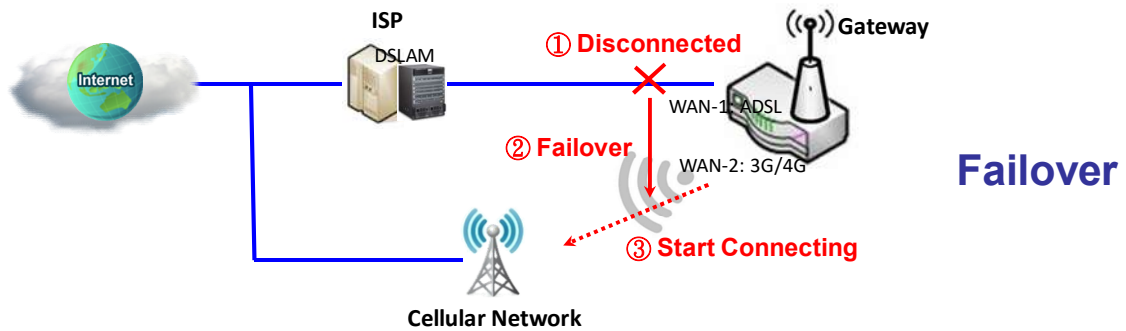 ISP
DSLAM
① Disconnected
Gateway
Internet
WAN-1: ADSL
② Failover
WAN-2: 3G/4G
Failover
③ Start Connecting
Cellular Network